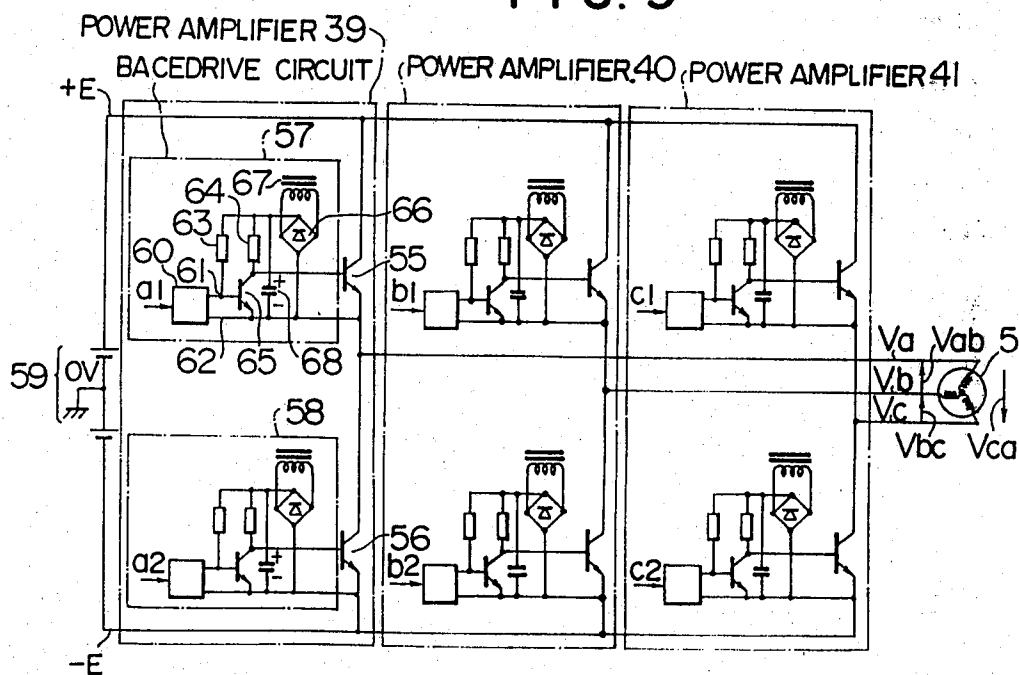 POWER AMPLIFIER 39
BACEDRIVE CIRCUIT
POWER AMPLIFIER 40
POWER AMPLIFIER 41
+E
57
67
64
66
63
60
61
55
a1
+
-
62
65
68
b1
c1
59
0V
Va
Vab
5
Vb
Vc
Vbc
Vca
58
56
a2
+
-
b2
c2
-E